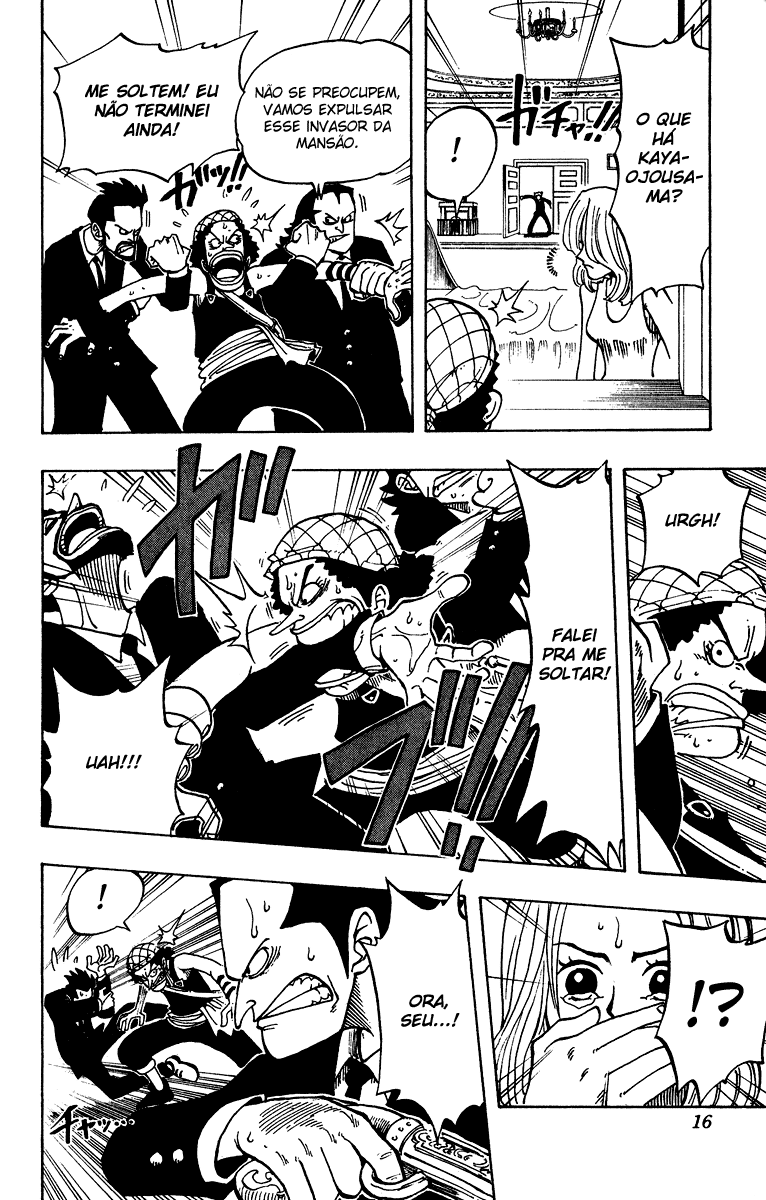 O QUE
HÁ
KAYA-
OJOUSA-
MA?
ガチャ!!
!
NÃO SE PREOCUPEM,
VAMOS EXPULSAR
ESSE INVASOR DA
MANSÃO.
ME SOLTEM! EU
NÃO TERMINEI
AINDA!
ガバッ!!
URGH!
FALEI
PRA ME
SOLTAR!
ガン
UAH!!!
!?
ORA,
SEU...!
!
チャッ…
16